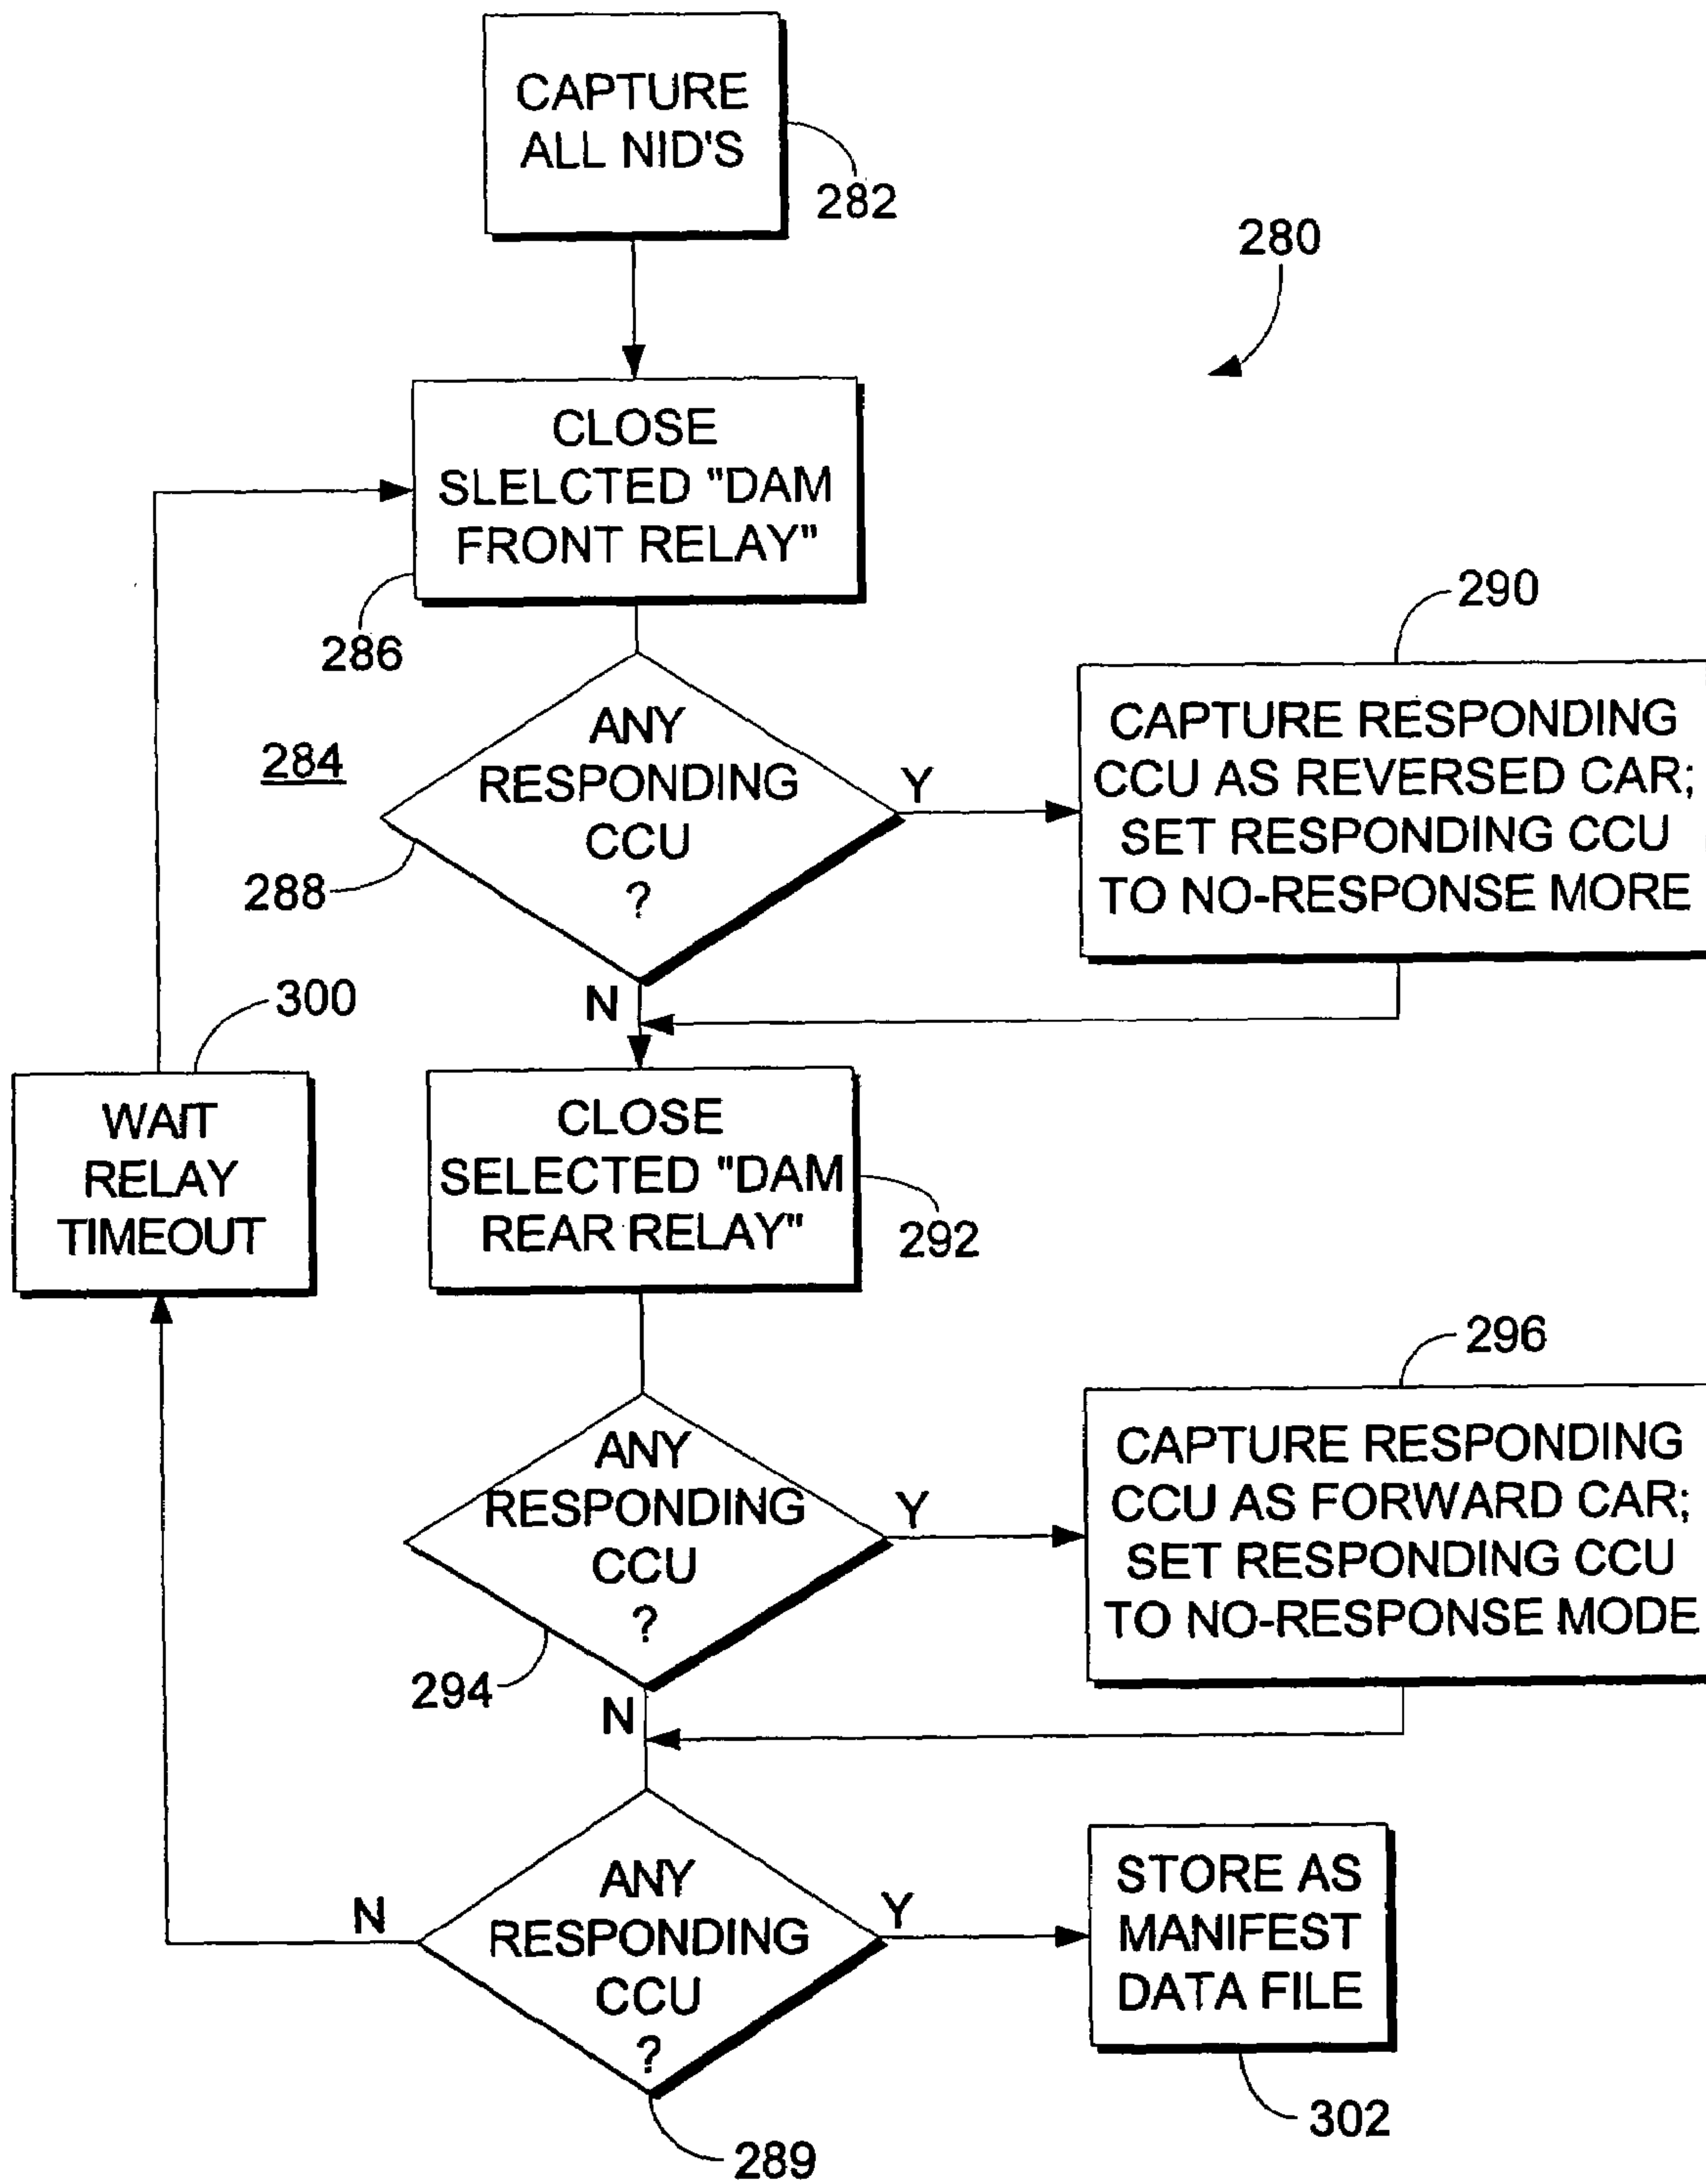 CAPTURE
ALL NID'S
282
280
CLOSE
SLELCTED "DAM
FRONT RELAY"
286
284
ANY
RESPONDING
CCU
?
288
Y
290
CAPTURE RESPONDING
CCU AS REVERSED CAR;
SET RESPONDING CCU
TO NO-RESPONSE MORE
N
300
WAIT
RELAY
TIMEOUT
CLOSE
SELECTED "DAM
REAR RELAY"
292
ANY
RESPONDING
CCU
?
294
Y
296
CAPTURE RESPONDING
CCU AS FORWARD CAR;
SET RESPONDING CCU
TO NO-RESPONSE MODE
N
ANY
RESPONDING
CCU
?
289
N
Y
STORE AS
MANIFEST
DATA FILE
302